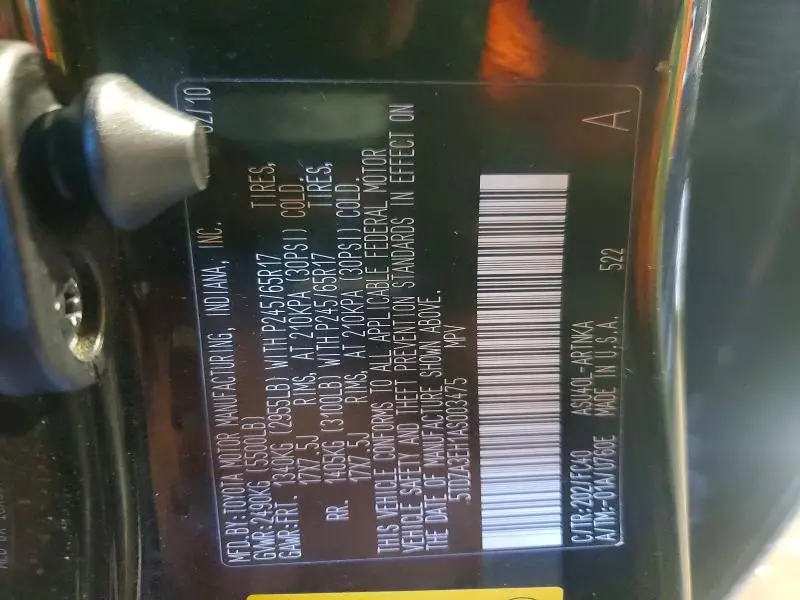 MFD.BY:TOYOTA MOTOR MANUFACTURING, INDIANA, INC. 02/10
GVWR:2490KG (5500LB)
GAWR:FRT. 1340KG (2955LB) WITH P245/65R17 TIRES,
17X7.5J RIMS, AT 210KPA (30PSI) COLD.
RR. 1405KG (3100LB) WITH P245/65R17 TIRES,
17X7.5J RIMS, AT 210KPA (30PSI) COLD.
THIS VEHICLE CONFORMS TO ALL APPLICABLE FEDERAL MOTOR
VEHICLE SAFETY AND THEFT PREVENTION STANDARDS IN EFFECT ON
THE DATE OF MANUFACTURE SHOWN ABOVE.
5TDZA3EH1AS003475 MPV
C/TR:202/FC40 ASU40L-ARTNKA A
A/TM:-01A/U760E MADE IN U.S.A. 522